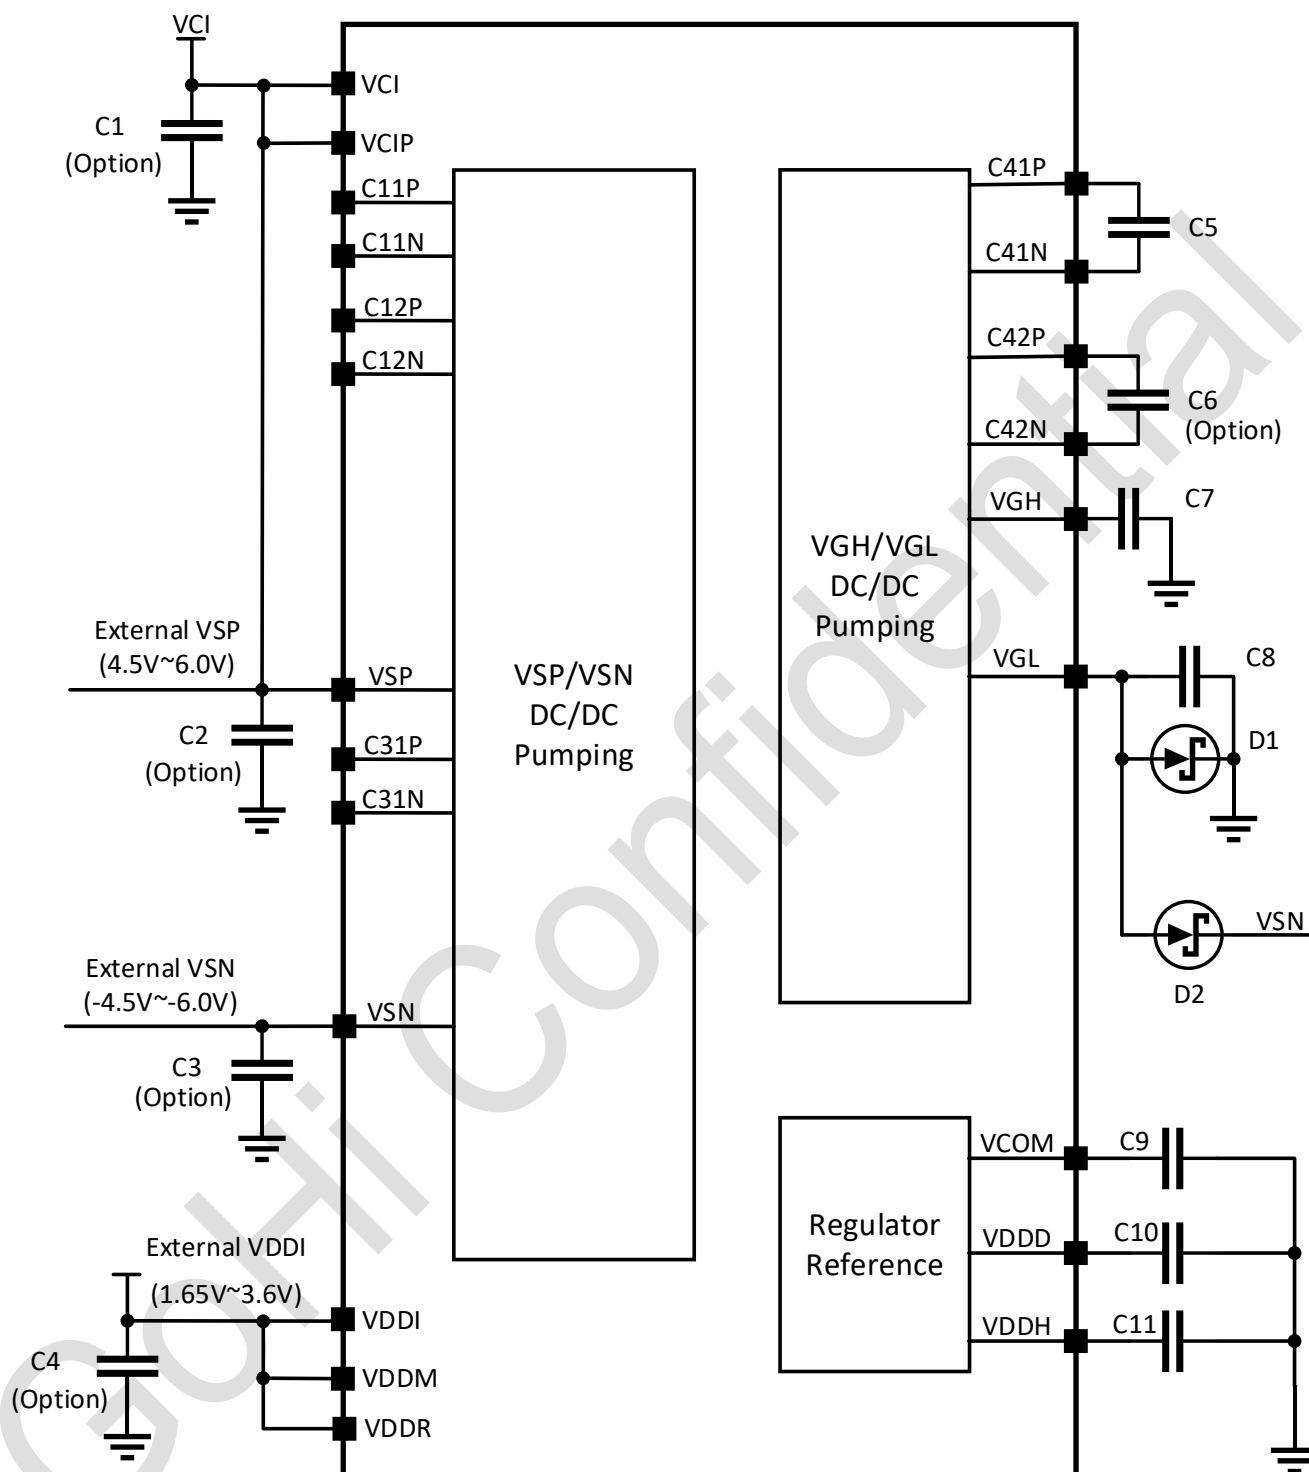 VCI
VCI
C1
(Option)
VCIP
C11P
C11N
C12P
C12N
External VSP
(4.5V~6.0V)
VSP
C2
(Option)
C31P
C31N
VSP/VSN
DC/DC
Pumping
External VSN
(-4.5V~-6.0V)
VSN
C3
(Option)
External VDDI
(1.65V~3.6V)
VDDI
C4
(Option)
VDDM
VDDR
C41P
C5
C41N
C42P
C6
(Option)
C42N
VGH
C7
VGH/VGL
DC/DC
Pumping
VGL
C8
D1
VSN
D2
VCOM
C9
Regulator
Reference
VDDD
C10
VDDH
C11
GoHi Confidential